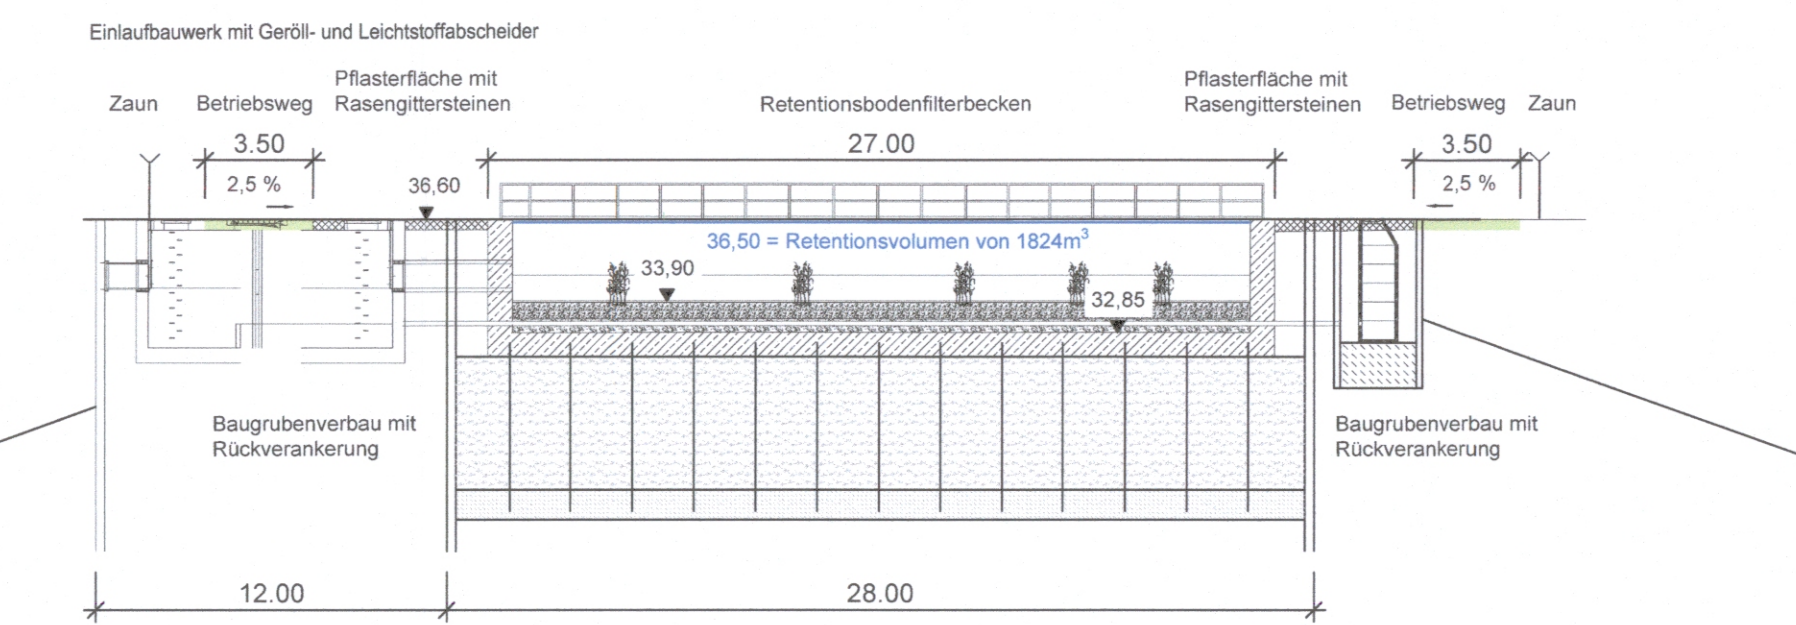 Einlaufbauwerk mit Geröll- und Leichtstoffabscheider
Zaun
Betriebsweg
Pflasterfläche mit
Rasengittersteinen
Retentionsbodenfilterbecken
Pflasterfläche mit
Rasengittersteinen
Betriebsweg
Zaun
3.50
27.00
3.50
2,5 %
36,60
2,5 %
36,50 = Retentionsvolumen von 1824m³
33,90
32,85
Baugrubenverbau mit
Rückverankerung
Baugrubenverbau mit
Rückverankerung
12.00
28.00